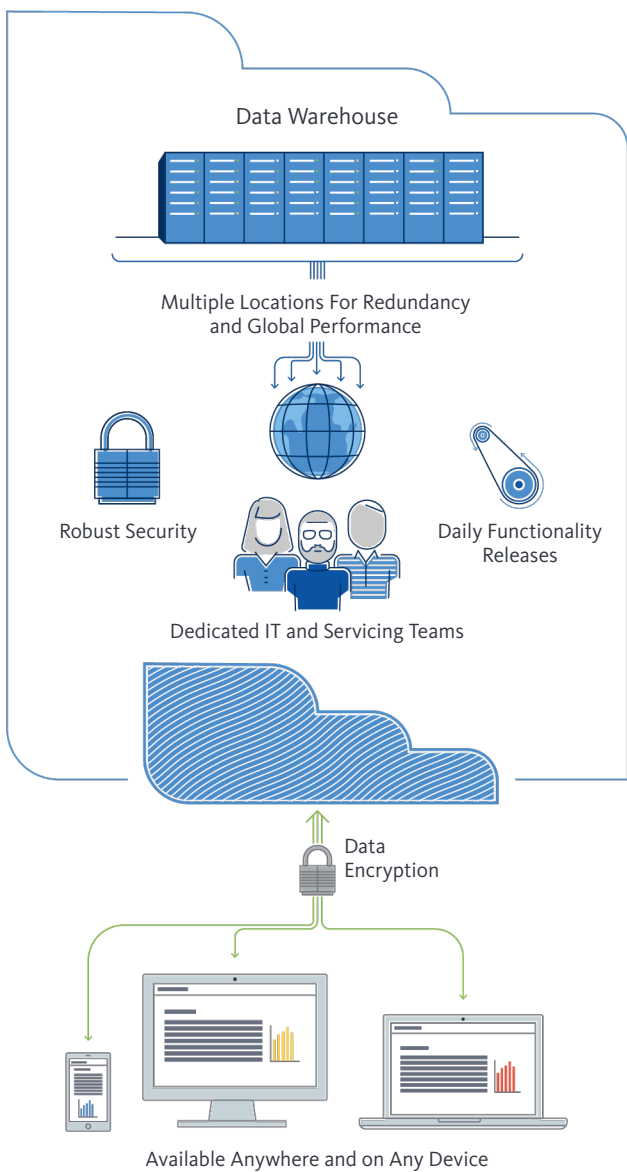 Data Warehouse
Multiple Locations For Redundancy
and Global Performance
Robust Security
Daily Functionality
Releases
Dedicated IT and Servicing Teams
Data
Encryption
Available Anywhere and on Any Device